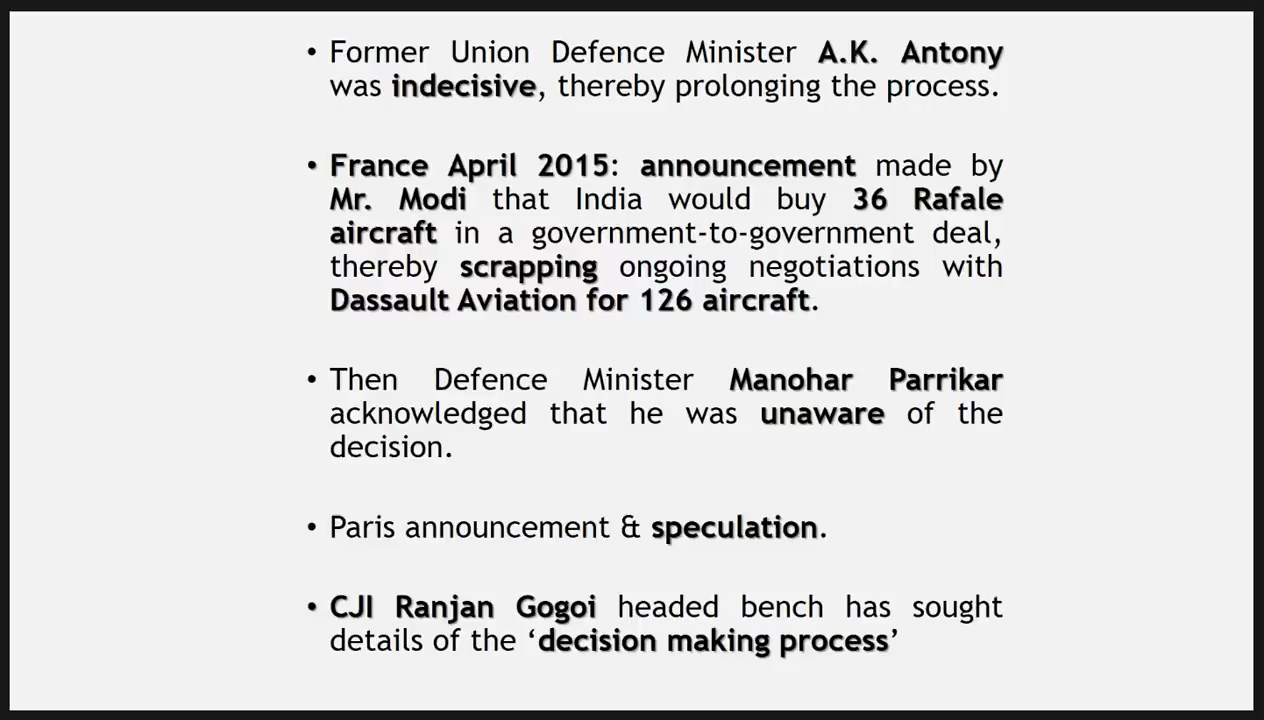 • Former Union Defence Minister A.K. Antony
was indecisive, thereby prolonging the process.
• France April 2015: announcement made by
Mr. Modi that India would buy 36 Rafale
aircraft in a government-to-government deal,
thereby scrapping ongoing negotiations with
Dassault Aviation for 126 aircraft.
• Then Defence Minister Manohar Parrikar
acknowledged that he was unaware of the
decision.
• Paris announcement & speculation.
• CJI Ranjan Gogoi headed bench has sought
details of the ‘decision making process’